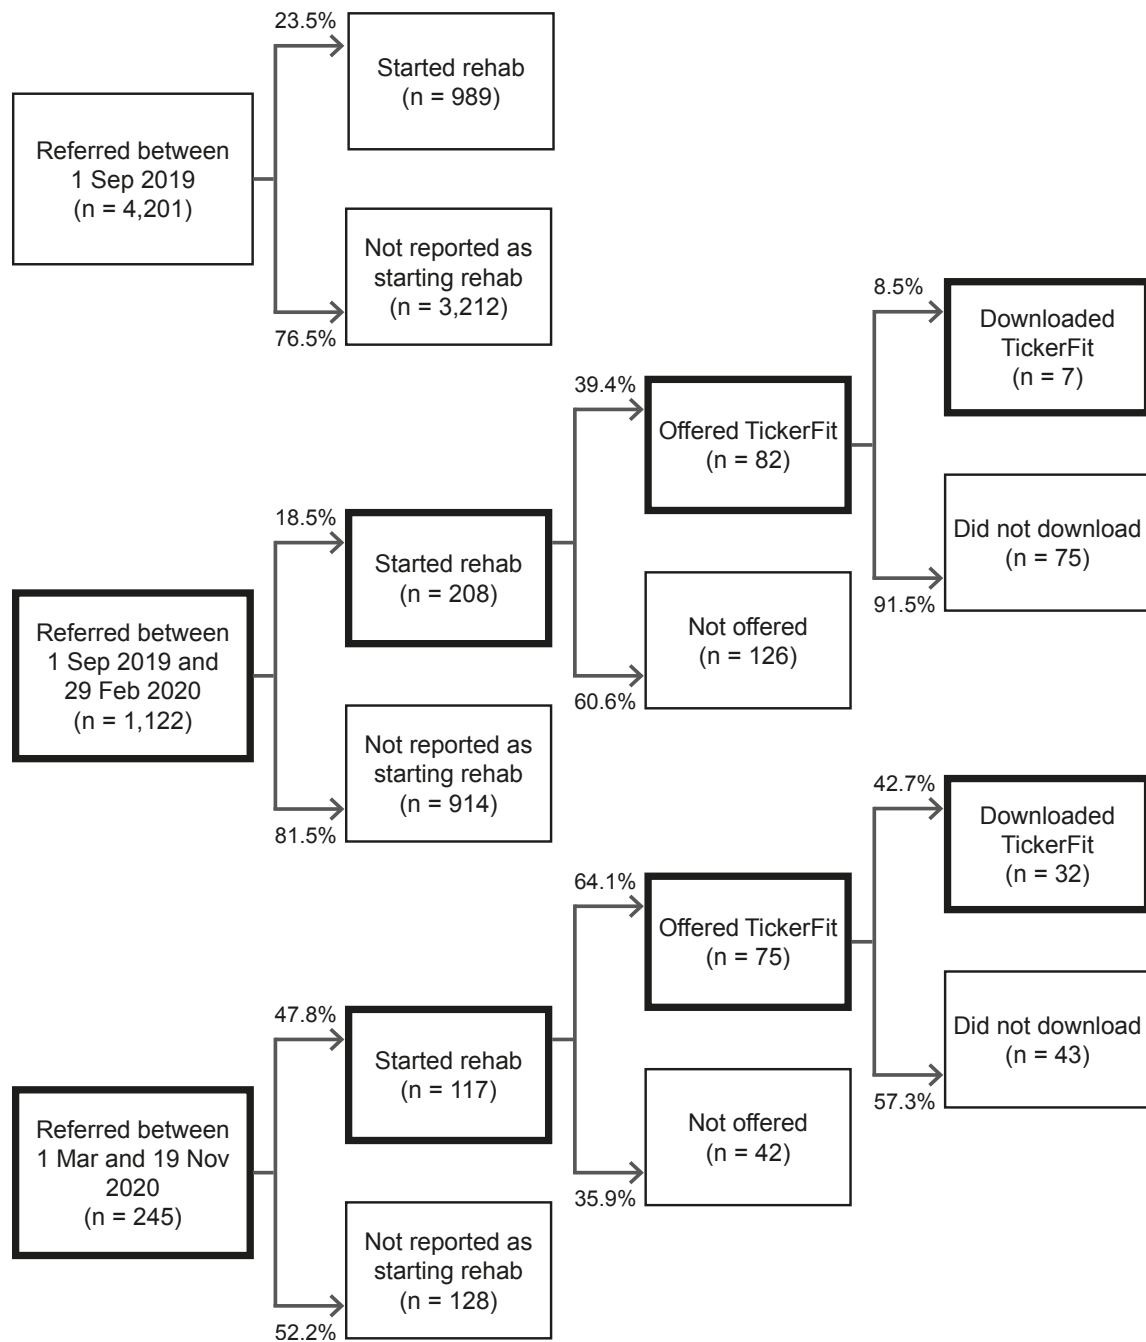 23.5%
Started rehab
(n = 989)
Referred between
1 Sep 2019
(n = 4,201)
Not reported as
starting rehab
(n = 3,212)
76.5%
8.5%
Downloaded
TickerFit
(n = 7)
39.4%
Offered TickerFit
(n = 82)
Did not download
(n = 75)
91.5%
18.5%
Started rehab
(n = 208)
Not offered
(n = 126)
60.6%
Referred between
1 Sep 2019 and
29 Feb 2020
(n = 1,122)
Not reported as
starting rehab
(n = 914)
81.5%
42.7%
Downloaded
TickerFit
(n = 32)
64.1%
Offered TickerFit
(n = 75)
Did not download
(n = 43)
57.3%
47.8%
Started rehab
(n = 117)
Not offered
(n = 42)
35.9%
Referred between
1 Mar and 19 Nov
2020
(n = 245)
Not reported as
starting rehab
(n = 128)
52.2%